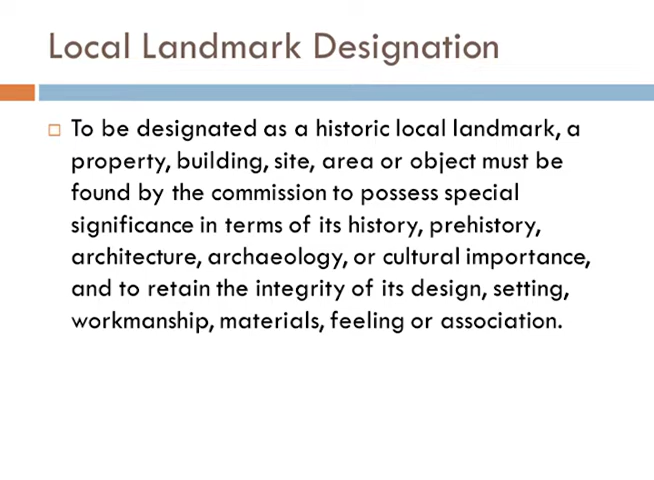 Local Landmark Designation
To be designated as a historic local landmark, a
property, building, site, area or object must be
found by the commission to possess special
significance in terms of its history, prehistory,
architecture, archaeology, or cultural importance,
and to retain the integrity of its design, setting,
workmanship, materials, feeling or association.